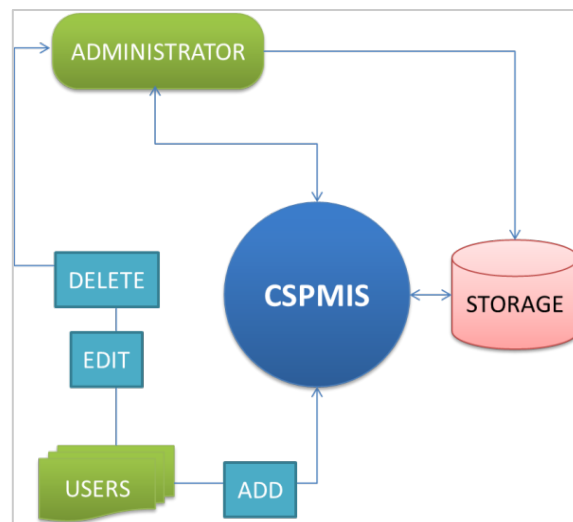 ADMINISTRATOR
CSPMIS
STORAGE
DELETE
EDIT
USERS
ADD